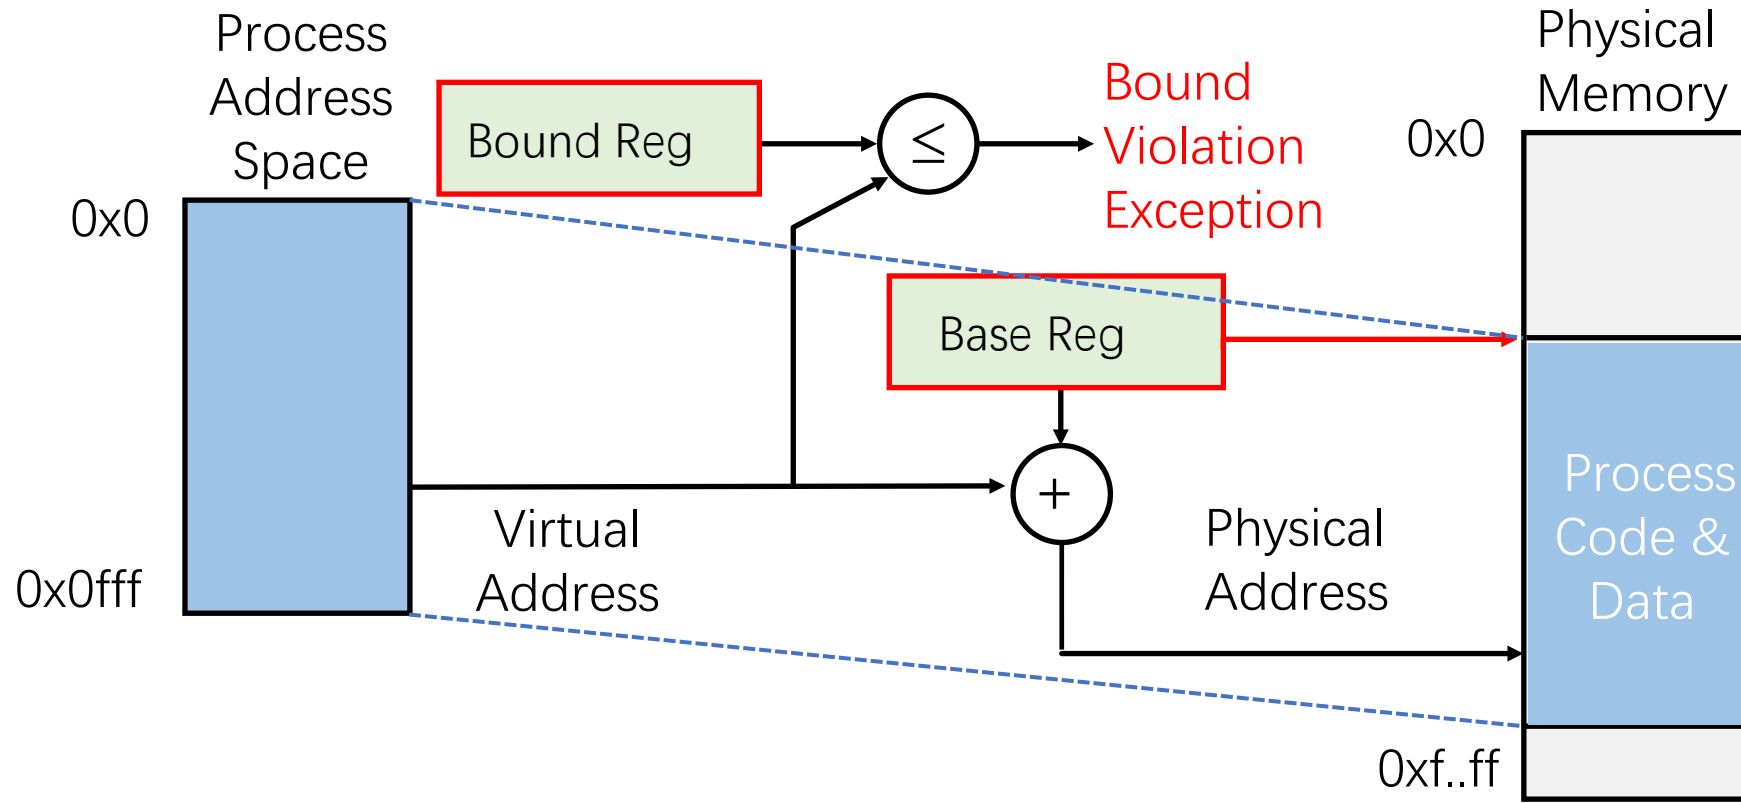 Process
Address
Space
0x0
0x0fff
Bound Reg
≤
Bound
Violation
Exception
Base Reg
+
Virtual
Address
Physical
Address
Physical
Memory
0x0
Process
Code &
Data
0xf..ff